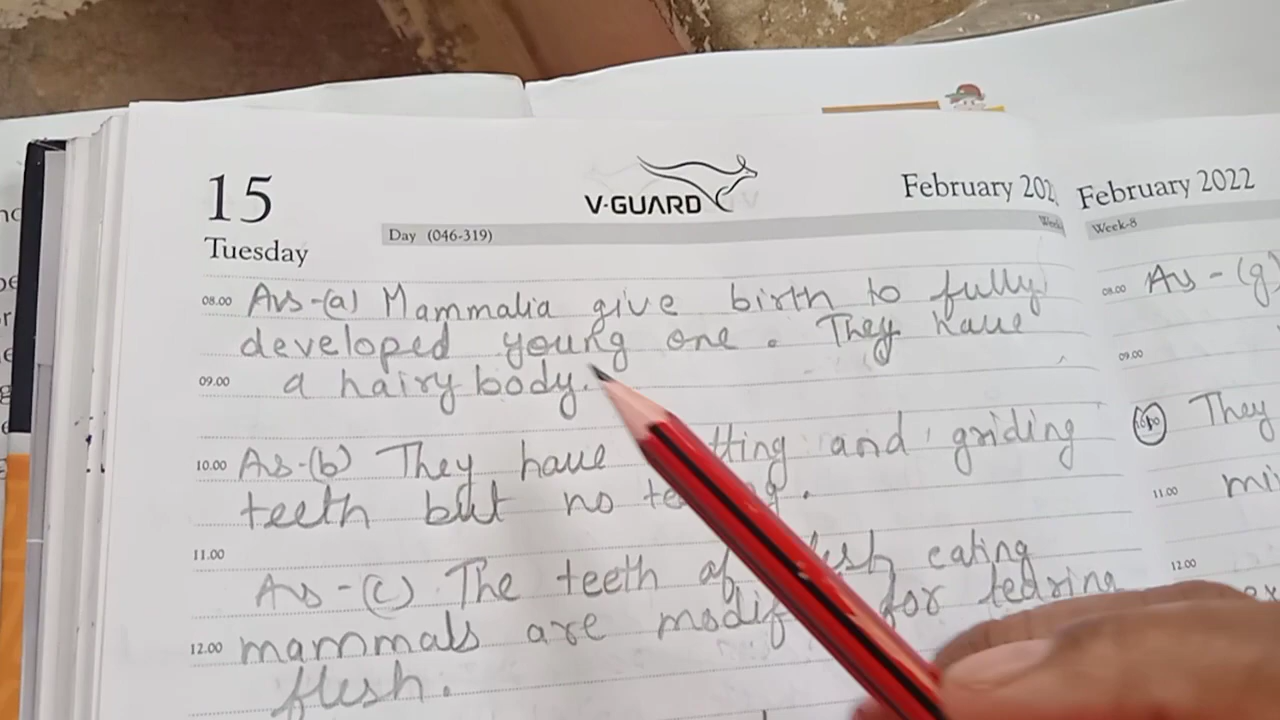 15
Tuesday
V-GUARD
Day (046-319)
February 202
08.00 Ans-(a) Mammalia give birth to fully
developed young one. They have
09.00 a hairy body.
10.00 As-(b) They have and griding
teeth but no
11.00
Ans-(c) The teeth of eating
12.00 mammals are for tearing
flesh.
February 2022
Week-8
08.00 As-(g)
09.00
They
11.00
12.00